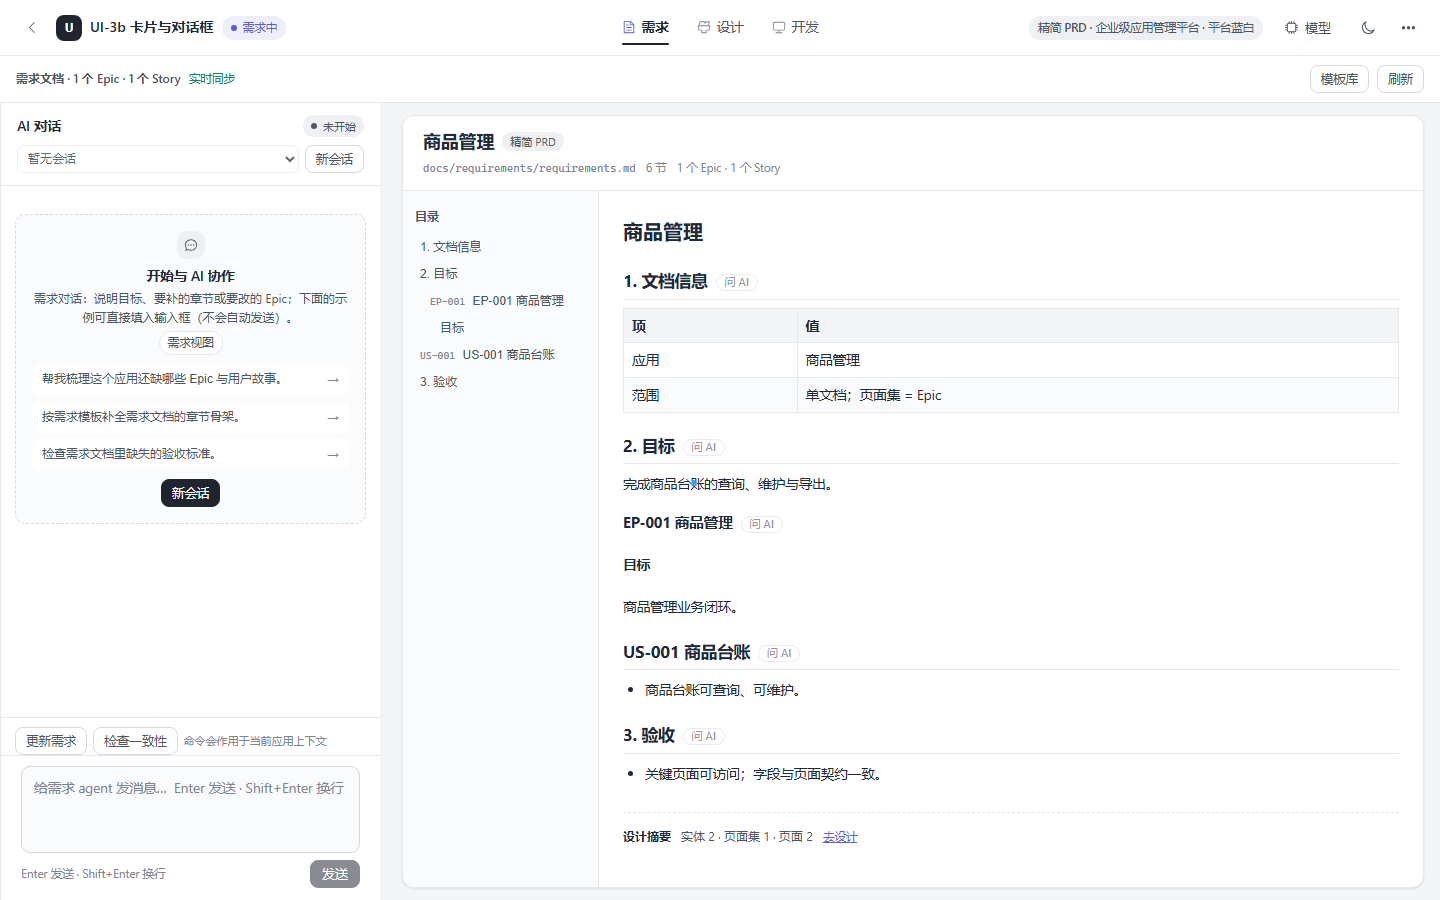 U UI-3b 卡片与对话框 需求中
需求 设计 开发
精简 PRD · 企业级应用管理平台 · 平台蓝白 模型
需求文档 · 1 个 Epic · 1 个 Story 实时同步
模板库 刷新
AI 对话 未开始
暂无会话 新会话
开始与 AI 协作
需求对话：说明目标、要补的章节或要改的 Epic；下面的示
例可直接填入输入框（不会自动发送）。
需求视图
帮我梳理这个应用还缺哪些 Epic 与用户故事。 →
按需求模板补全需求文档的章节骨架。 →
检查需求文档里缺失的验收标准。 →
新会话
更新需求 检查一致性 命令会作用于当前应用上下文
给需求 agent 发消息... Enter 发送 · Shift+Enter 换行
Enter 发送 · Shift+Enter 换行 发送
商品管理 精简 PRD
docs/requirements/requirements.md 6 节 1 个 Epic · 1 个 Story
目录
1. 文档信息
2. 目标
EP-001 EP-001 商品管理
目标
US-001 US-001 商品台账
3. 验收
商品管理
1. 文档信息 问 AI
项 值
应用 商品管理
范围 单文档；页面集 = Epic
2. 目标 问 AI
完成商品台账的查询、维护与导出。
EP-001 商品管理 问 AI
目标
商品管理业务闭环。
US-001 商品台账 问 AI
• 商品台账可查询、可维护。
3. 验收 问 AI
• 关键页面可访问；字段与页面契约一致。
设计摘要 实体 2 · 页面集 1 · 页面 2 去设计